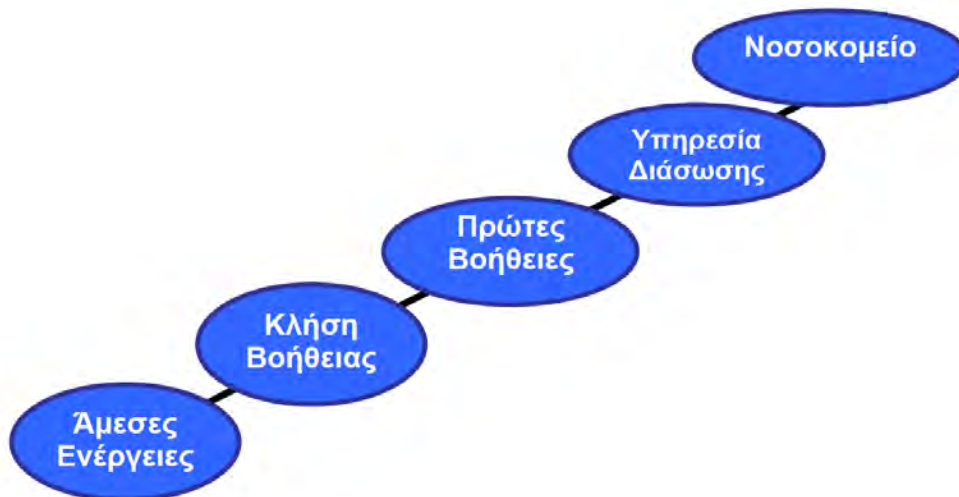 Νοσοκομείο
Υπηρεσία
Διάσωσης
Πρώτες
Βοήθειες
Κλήση
Βοήθειας
Άμεσες
Ενέργειες